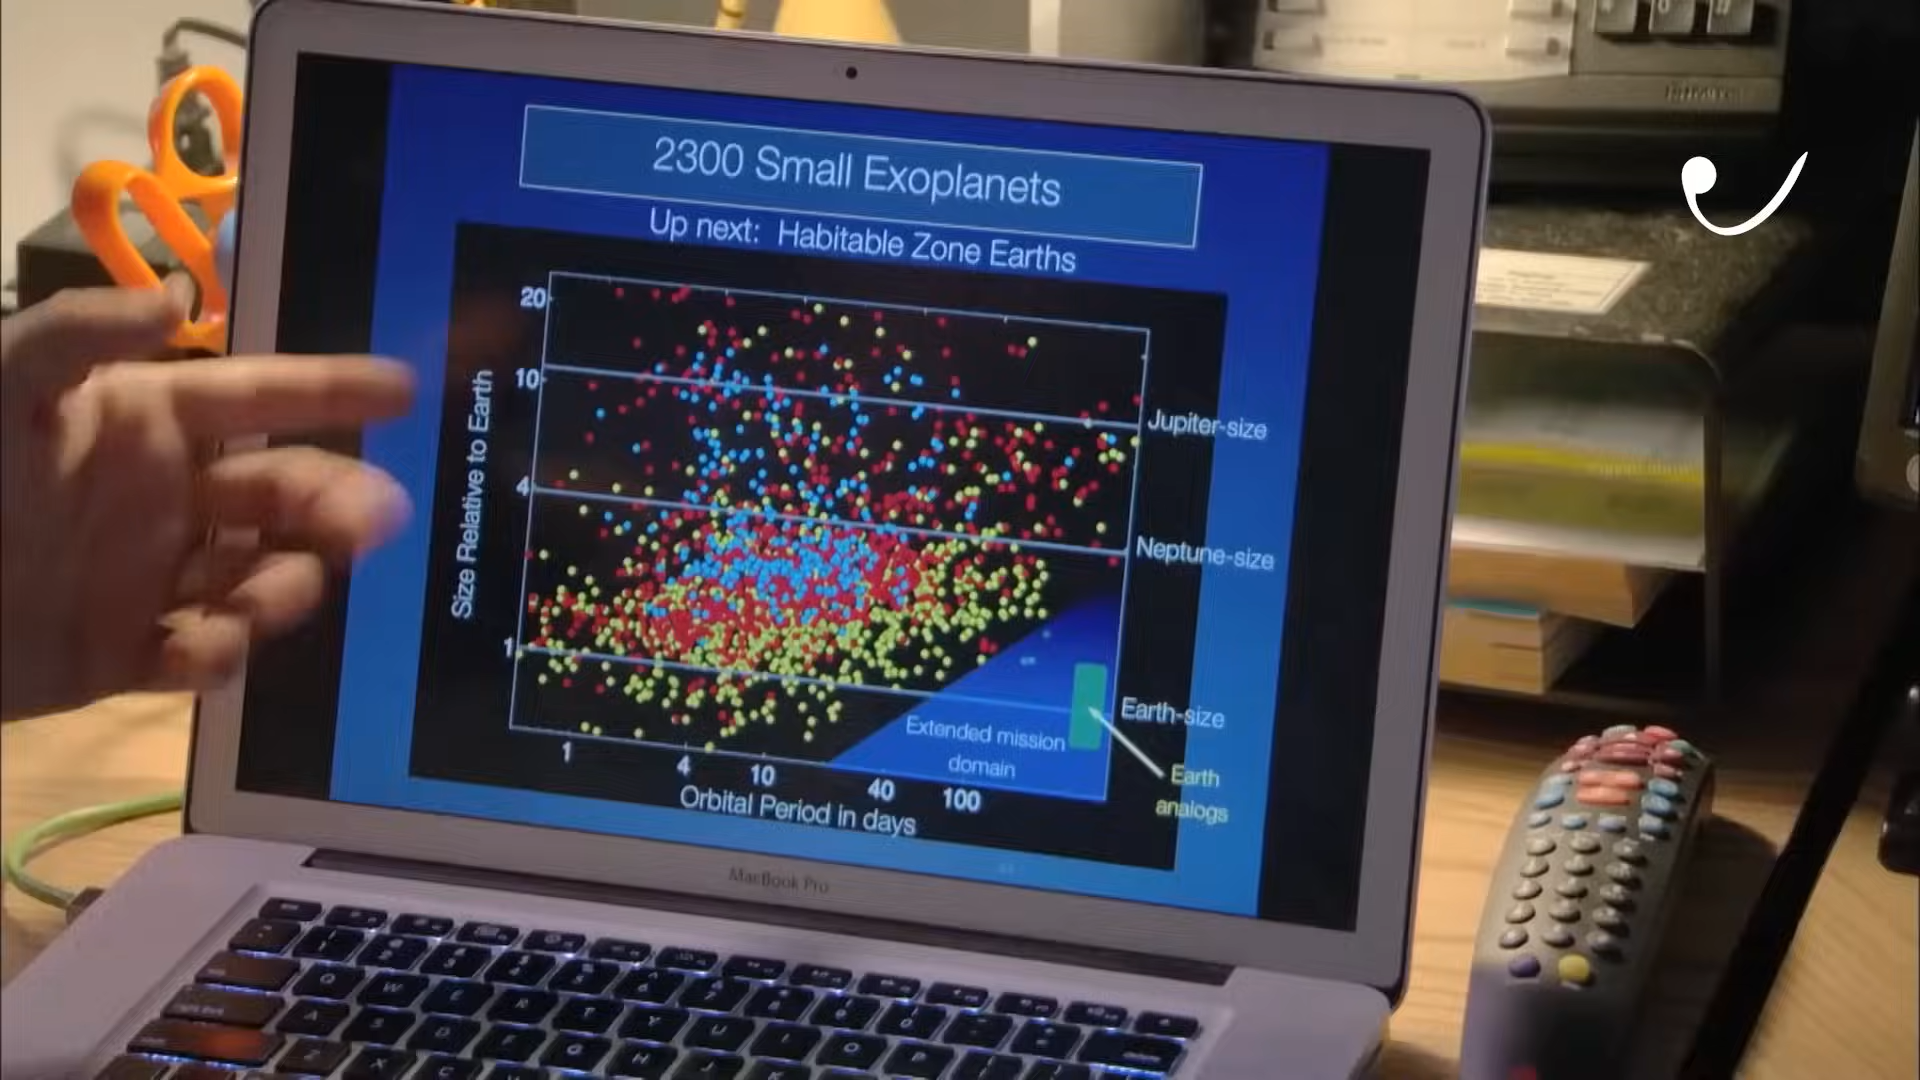 2300 Small Exoplanets
Up next: Habitable Zone Earths
20
10
4
1
Size Relative to Earth
Jupiter-size
Neptune-size
Earth-size
Extended mission
domain
Earth
analogs
1
4
10
40
100
Orbital Period in days
MacBook Pro
Q W E R T Y U I O P
A S D F G H J K
Z X C V